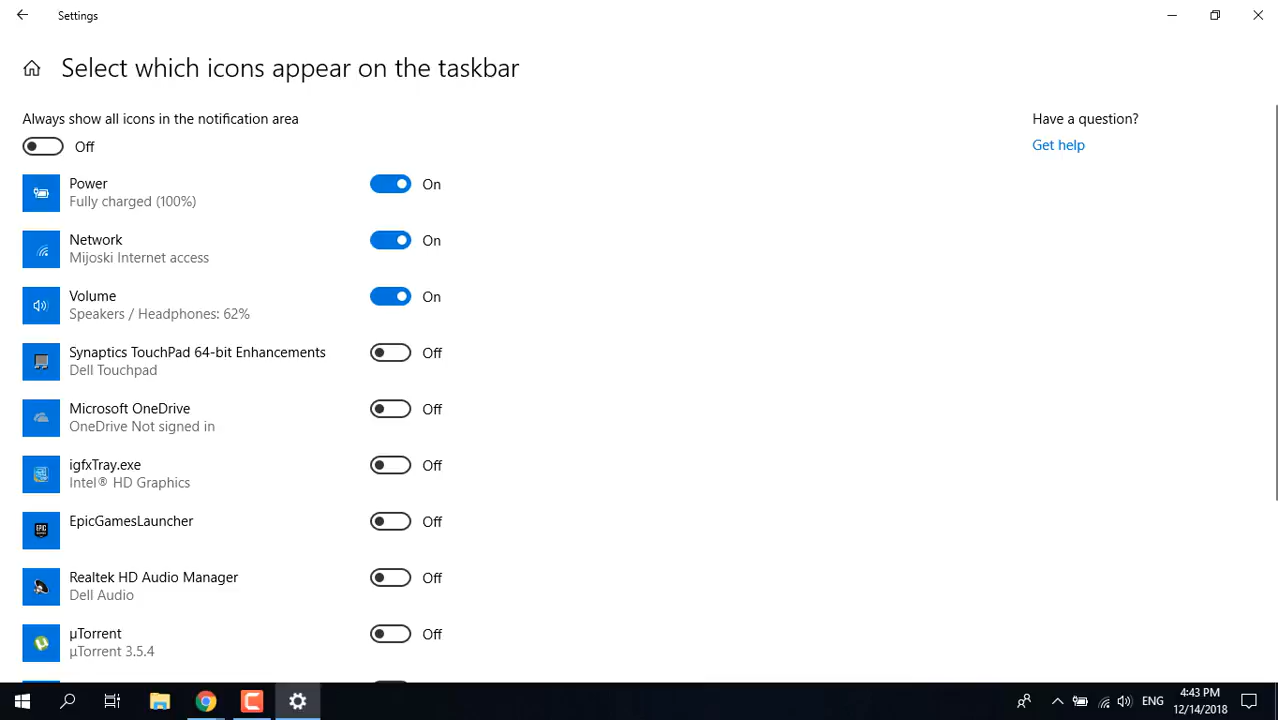 Settings
Select which icons appear on the taskbar
Always show all icons in the notification area
Off
Have a question?
Get help
Power
Fully charged (100%)
On
Network
Mijoski Internet access
On
Volume
Speakers / Headphones: 62%
On
Synaptics TouchPad 64-bit Enhancements
Dell Touchpad
Off
Microsoft OneDrive
OneDrive Not signed in
Off
igfxTray.exe
Intel® HD Graphics
Off
EPIC
EpicGamesLauncher
Off
Realtek HD Audio Manager
Dell Audio
Off
µTorrent
µTorrent 3.5.4
Off
ENG
4:43 PM
12/14/2018